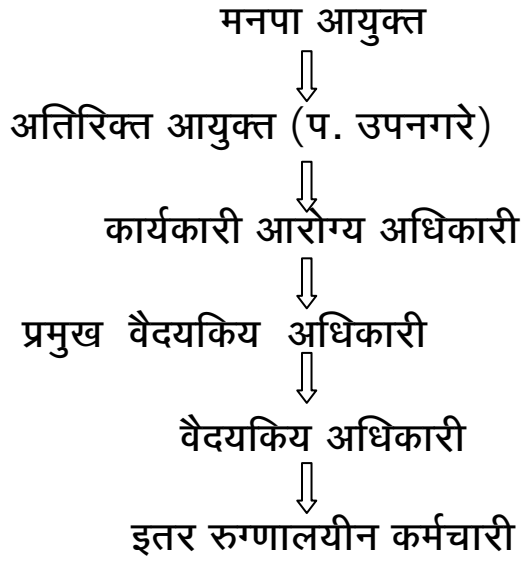 मनपा आयुक्त
अतिरिक्त आयुक्त (प. उपनगरे)
कार्यकारी आरोग्य अधिकारी
प्रमुख वैदयकिय अधिकारी
वैदयकिय अधिकारी
इतर रुग्णालयीन कर्मचारी